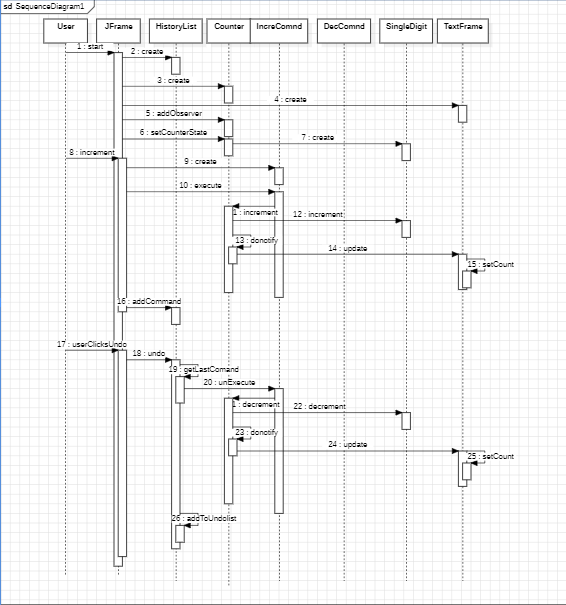 sd SequenceDiagram1
User
JFrame
HistoryList
Counter
IncreComnd
DecComnd
SingleDigit
TextFrame
1 : start
2 : create
3 : create
4 : create
5 : addObserver
6 : setCounterState
7 : create
8 : increment
9 : create
10 : execute
1 : increment
12 : increment
13 : donotify
14 : update
15 : setCount
16 : addCommand
17 : userClicksUndo
18 : undo
19 : getLastComand
20 : unExecute
1 : decrement
22 : decrement
23 : donotify
24 : update
25 : setCount
26 : addToUndolist